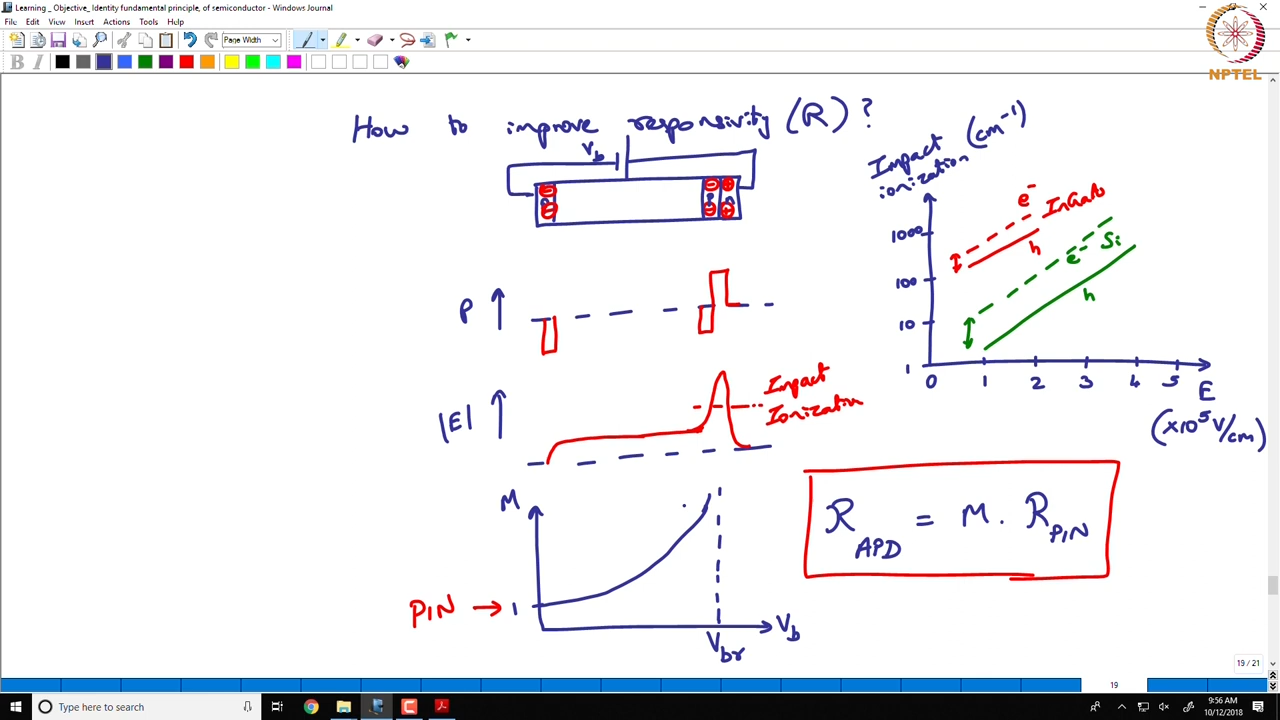 Learning _ Objective_ Identity fundamental principle, of semiconductor - Windows Journal
File Edit View Insert Actions Tools Help
Page Width
B I
NPTEL
How to improve responsivity (R) ?
Vb
P
P
n
ρ
|E|
Impact
Ionization
M
PIN → 1
Vb
Vbr
Impact
ionization (cm⁻¹)
e⁻ InGaAs
h
e⁻ Si
h
1000
100
10
1
0 1 2 3 4 5 E
(×10⁵ V/cm)
R_APD = M. R_PIN
19 / 21
19
Type here to search
9:56 AM
10/12/2018